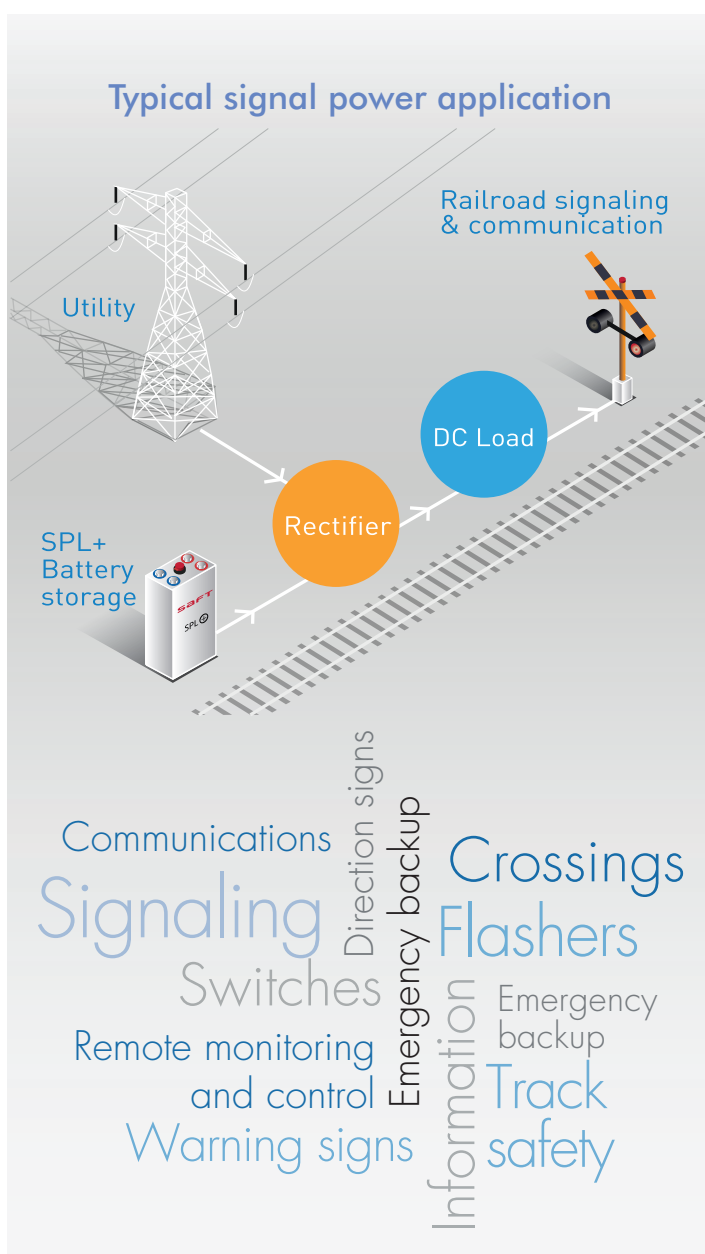 Typical signal power application
Railroad signaling
& communication
Utility
DC Load
Rectifier
SPL+
Battery
storage
saft
SPL+
Direction signs
Emergency backup
Communications
Crossings
Signaling
Flashers
Switches
Information
Emergency
backup
Remote monitoring
and control
Track
safety
Warning signs